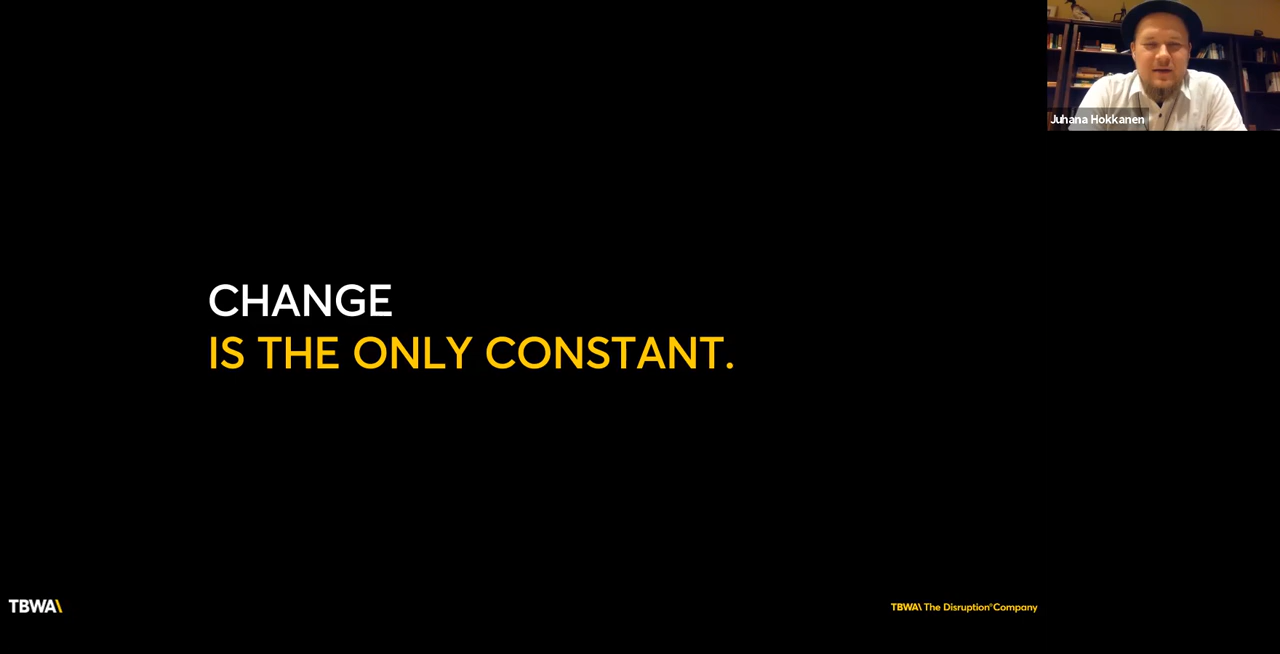 Juhana Hokkanen
CHANGE
IS THE ONLY CONSTANT.
TBWA\
TBWA\ The Disruption® Company